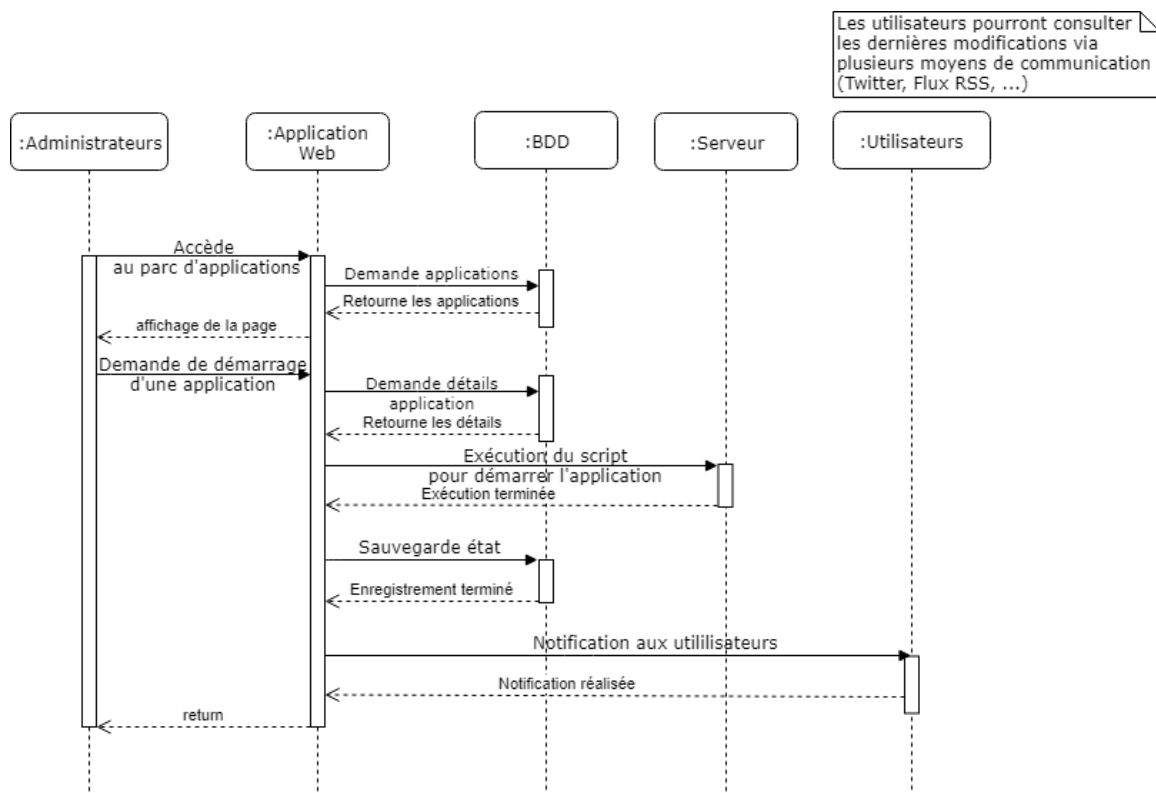 Les utilisateurs pourront consulter
les dernières modifications via
plusieurs moyens de communication
(Twitter, Flux RSS, ...)
:Administrateurs
:Application
Web
:BDD
:Serveur
:Utilisateurs
Accède
au parc d'applications
Demande applications
Retourne les applications
affichage de la page
Demande de démarrage
d'une application
Demande détails
application
Retourne les détails
Exécution du script
pour démarrer l'application
Exécution terminée
Sauvegarde état
Enregistrement terminé
Notification aux utililisateurs
Notification réalisée
return